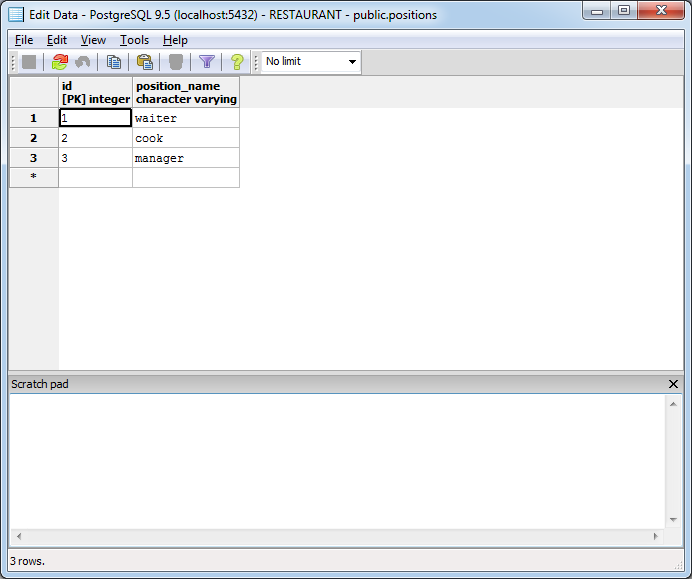 Edit Data - PostgreSQL 9.5 (localhost:5432) - RESTAURANT - public.positions
File Edit View Tools Help
No limit
id position_name
[PK] integer character varying
1 1 waiter
2 2 cook
3 3 manager
*
Scratch pad
3 rows.